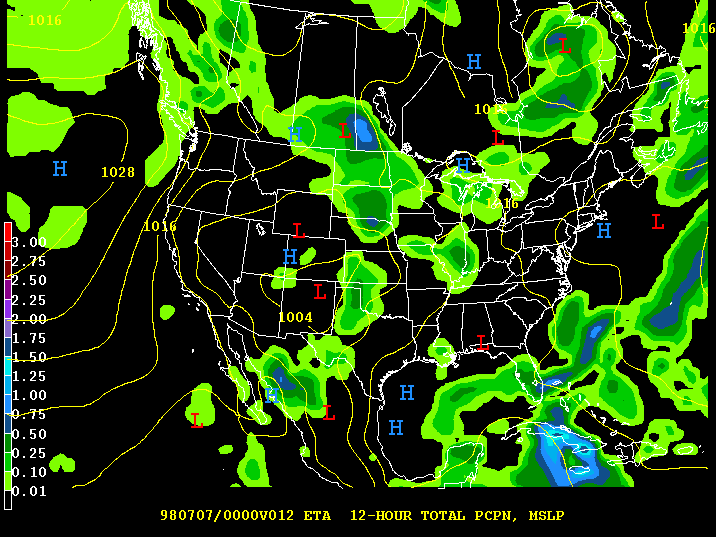 1016
1016
L
H
101
L
H
L
H
H
1028
1016
L
1016
L
H
H
3.00
2.75
2.50
2.25
2.00
1.75
1.50
1.25
1.00
0.75
0.50
0.25
0.10
0.01
L
1004
L
H
H
L
L
H
980707/0000V012 ETA  12-HOUR TOTAL PCPN, MSLP